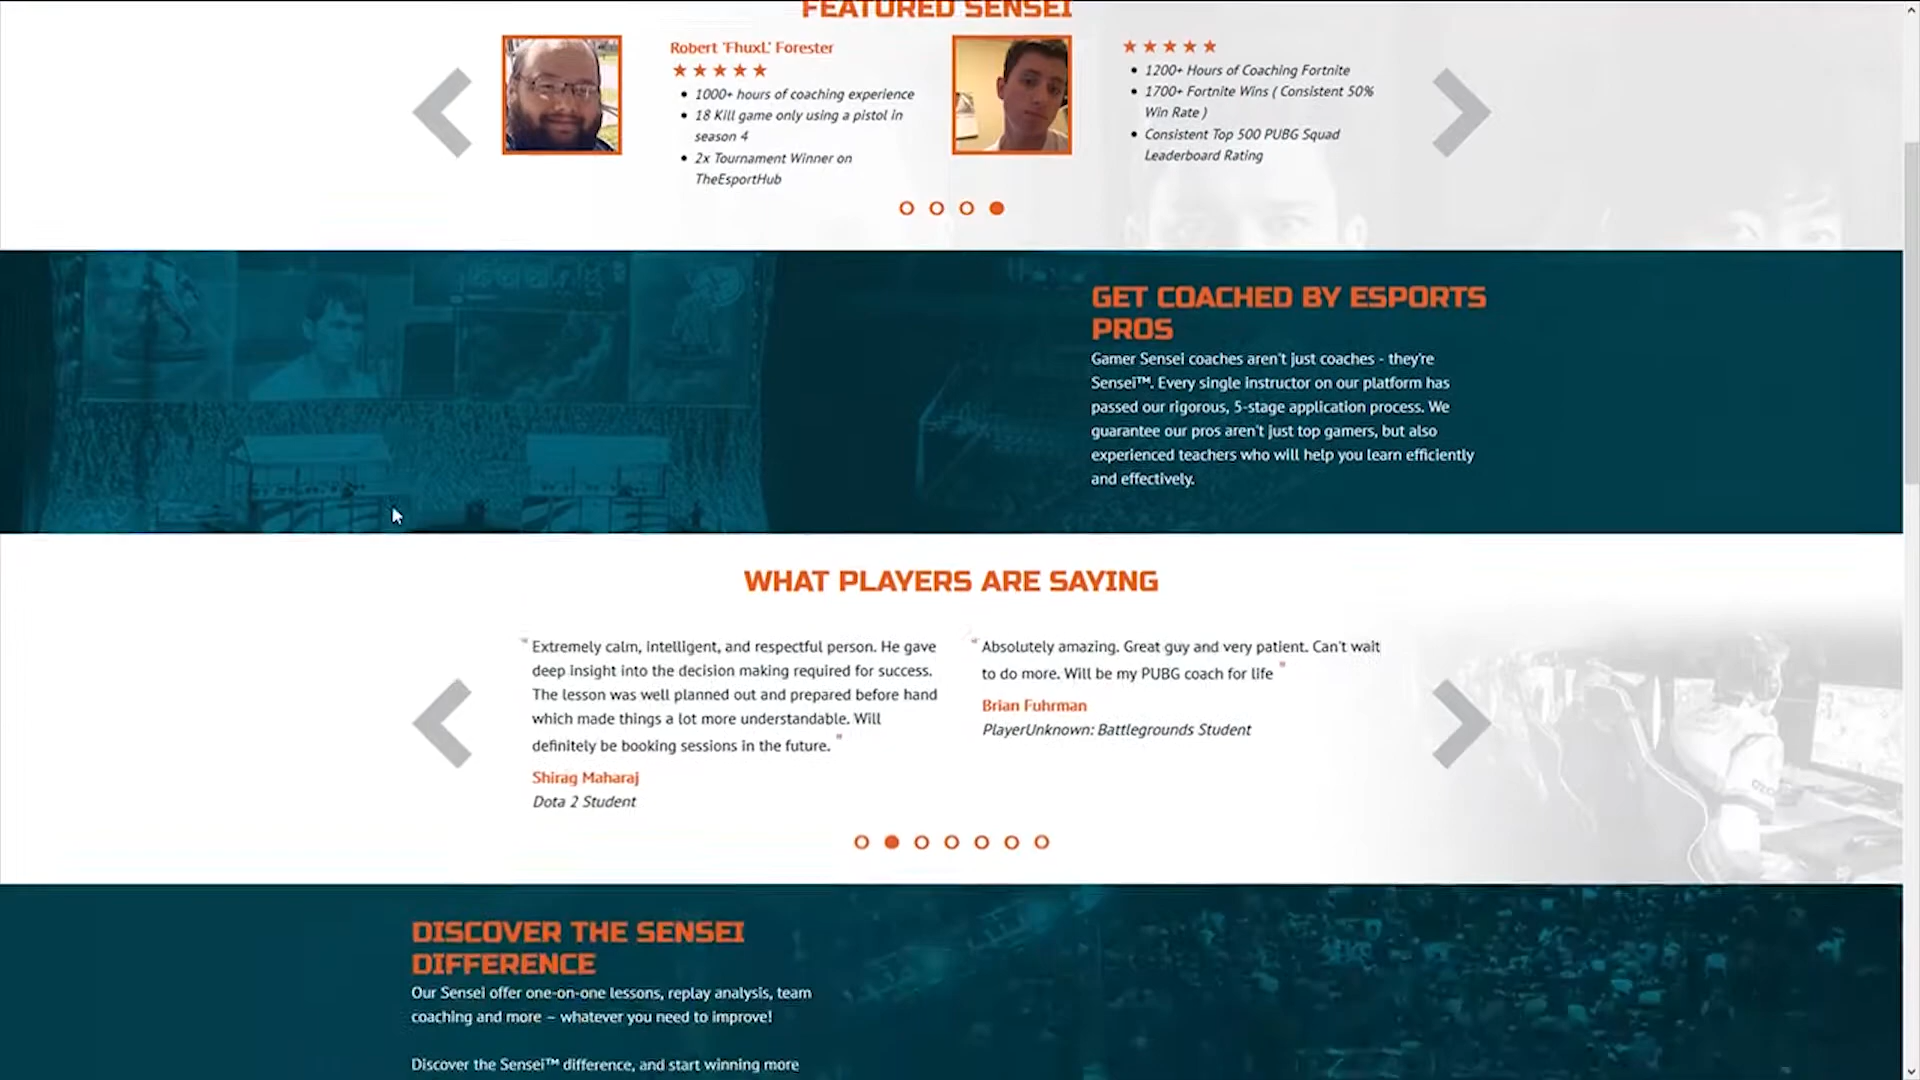 FEATURED SENSEI
Robert 'FhuxL' Forester
1000+ hours of coaching experience
18 Kill game only using a pistol in
season 4
2x Tournament Winner on
TheEsportHub
1200+ Hours of Coaching Fortnite
1700+ Fortnite Wins ( Consistent 50%
Win Rate )
Consistent Top 500 PUBG Squad
Leaderboard Rating
GET COACHED BY ESPORTS
PROS
Gamer Sensei coaches aren't just coaches - they're
Sensei™. Every single instructor on our platform has
passed our rigorous, 5-stage application process. We
guarantee our pros aren't just top gamers, but also
experienced teachers who will help you learn efficiently
and effectively.
WHAT PLAYERS ARE SAYING
" Extremely calm, intelligent, and respectful person. He gave
deep insight into the decision making required for success.
The lesson was well planned out and prepared before hand
which made things a lot more understandable. Will
definitely be booking sessions in the future. "
Shirag Maharaj
Dota 2 Student
" Absolutely amazing. Great guy and very patient. Can't wait
to do more. Will be my PUBG coach for life "
Brian Fuhrman
PlayerUnknown: Battlegrounds Student
DISCOVER THE SENSEI
DIFFERENCE
Our Sensei offer one-on-one lessons, replay analysis, team
coaching and more – whatever you need to improve!
Discover the Sensei™ difference, and start winning more